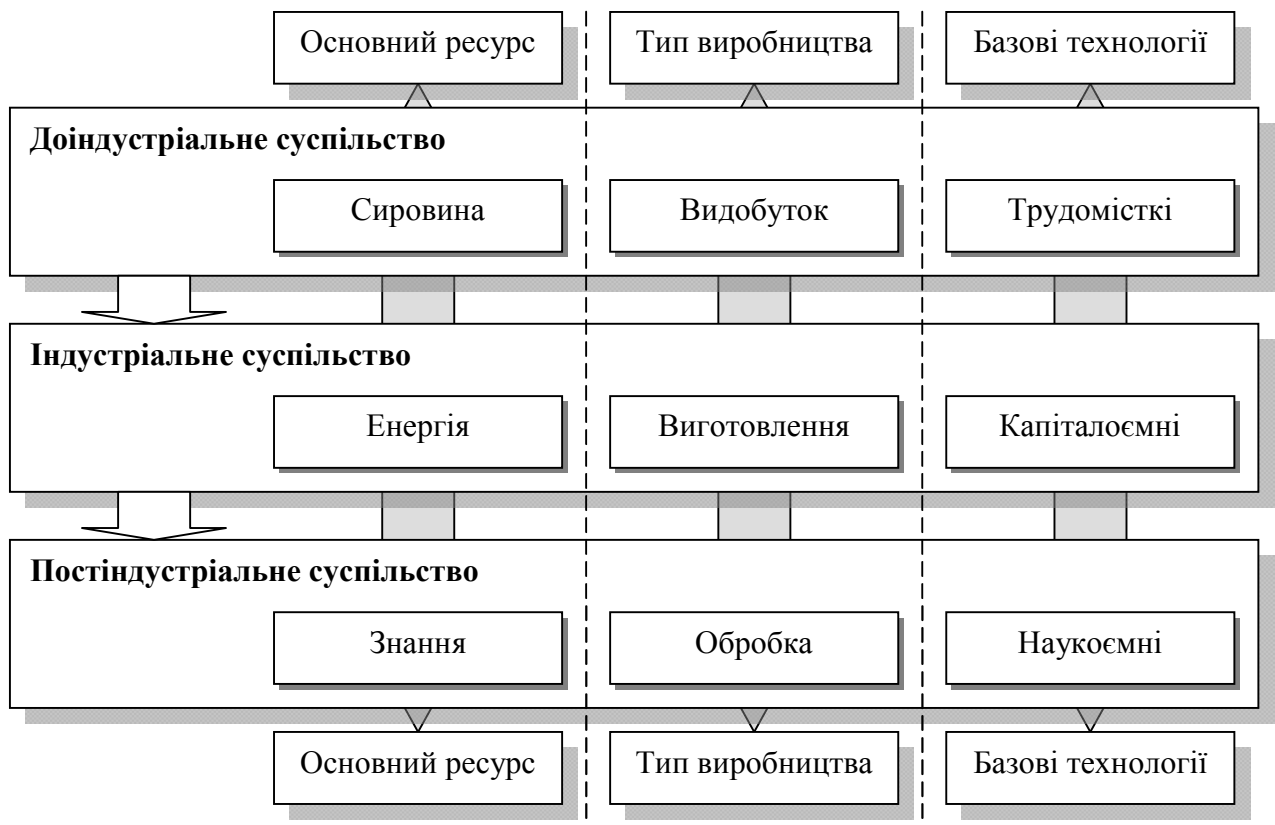 Основний ресурс
Тип виробництва
Базові технології
Доіндустріальне суспільство
Сировина
Видобуток
Трудомісткі
Індустріальне суспільство
Енергія
Виготовлення
Капіталоємні
Постіндустріальне суспільство
Знання
Обробка
Наукоємні
Основний ресурс
Тип виробництва
Базові технології